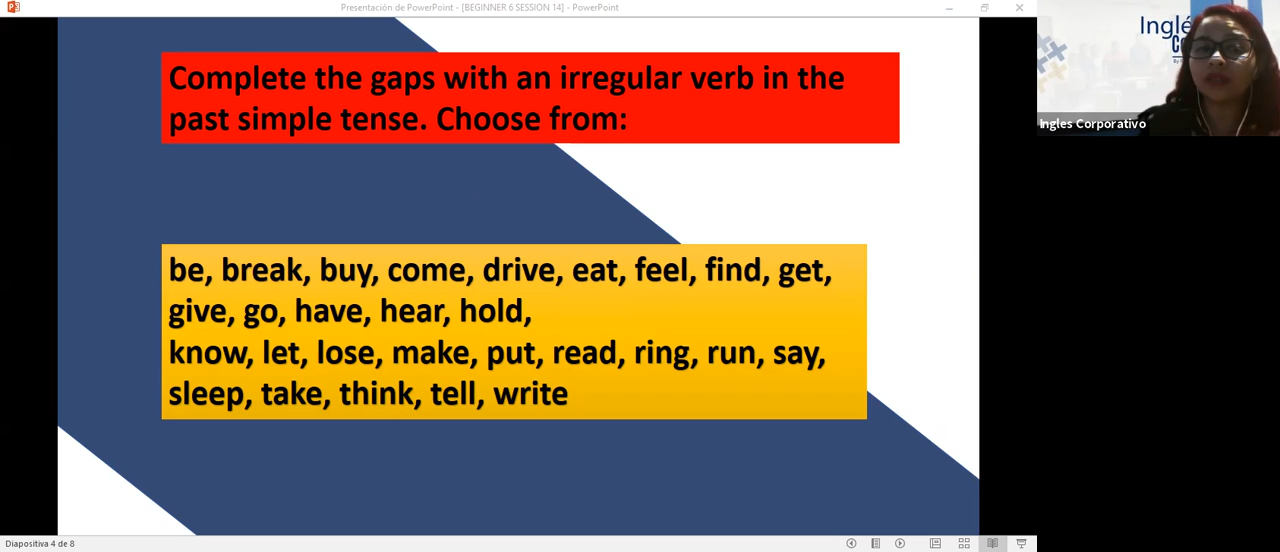 Presentación de PowerPoint - [BEGINNER 6 SESSION 14] - PowerPoint
Complete the gaps with an irregular verb in the
past simple tense. Choose from:
be, break, buy, come, drive, eat, feel, find, get,
give, go, have, hear, hold,
know, let, lose, make, put, read, ring, run, say,
sleep, take, think, tell, write
Ingles Corporativo
Diapositiva 4 de 8